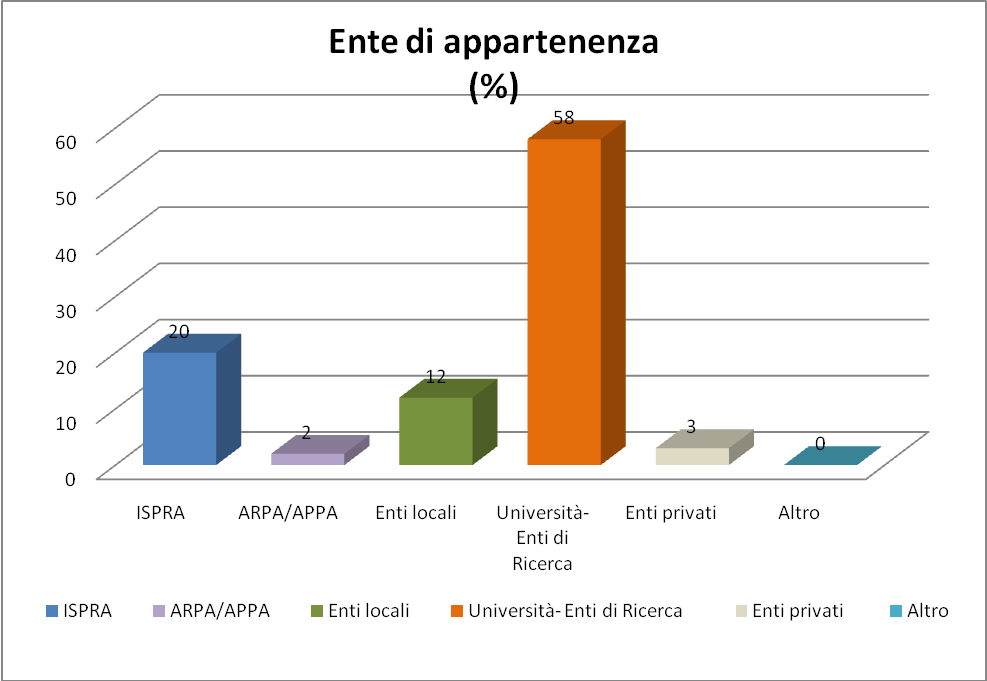 Ente di appartenenza
(%)
60
50
40
30
20
10
0
20
2
12
58
3
0
ISPRA
ARPA/APPA
Enti locali
Università-
Enti di
Ricerca
Enti privati
Altro
ISPRA
ARPA/APPA
Enti locali
Università- Enti di Ricerca
Enti privati
Altro